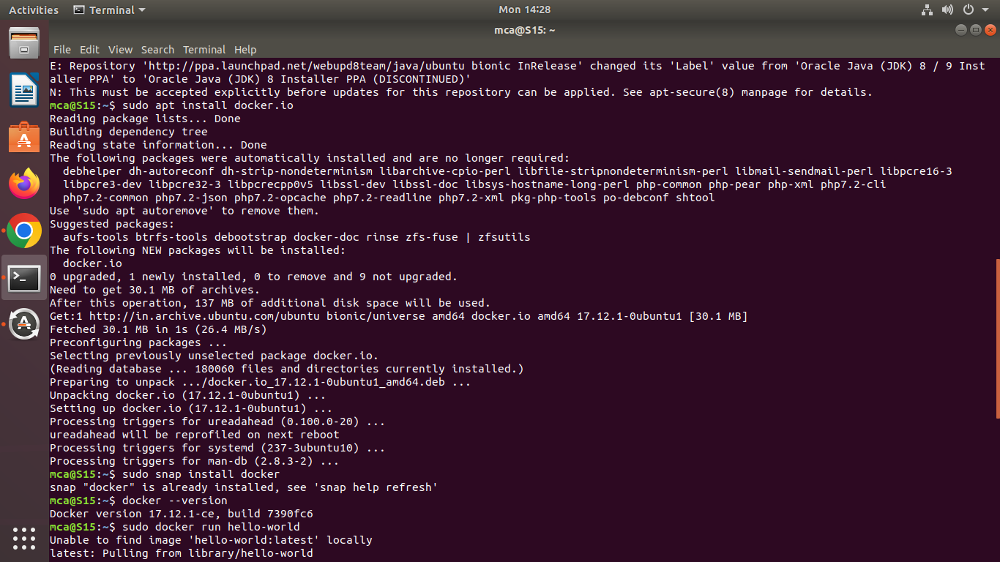 Activities Terminal Mon 14:28
mca@S15: ~
File Edit View Search Terminal Help
E: Repository 'http://ppa.launchpad.net/webupd8team/java/ubuntu bionic InRelease' changed its 'Label' value from 'Oracle Java (JDK) 8 / 9 Inst
aller PPA' to 'Oracle Java (JDK) 8 Installer PPA (DISCONTINUED)'
N: This must be accepted explicitly before updates for this repository can be applied. See apt-secure(8) manpage for details.
mca@S15:~$ sudo apt install docker.io
Reading package lists... Done
Building dependency tree
Reading state information... Done
The following packages were automatically installed and are no longer required:
  debhelper dh-autoreconf dh-strip-nondeterminism libarchive-cpio-perl libfile-stripnondeterminism-perl libmail-sendmail-perl libpcre16-3
  libpcre3-dev libpcre32-3 libpcrecpp0v5 libssl-dev libssl-doc libsys-hostname-long-perl php-common php-pear php-xml php7.2-cli
  php7.2-common php7.2-json php7.2-opcache php7.2-readline php7.2-xml pkg-php-tools po-debconf shtool
Use 'sudo apt autoremove' to remove them.
Suggested packages:
  aufs-tools btrfs-tools debootstrap docker-doc rinse zfs-fuse | zfsutils
The following NEW packages will be installed:
  docker.io
0 upgraded, 1 newly installed, 0 to remove and 9 not upgraded.
Need to get 30.1 MB of archives.
After this operation, 137 MB of additional disk space will be used.
Get:1 http://in.archive.ubuntu.com/ubuntu bionic/universe amd64 docker.io amd64 17.12.1-0ubuntu1 [30.1 MB]
Fetched 30.1 MB in 1s (26.4 MB/s)
Preconfiguring packages ...
Selecting previously unselected package docker.io.
(Reading database ... 180060 files and directories currently installed.)
Preparing to unpack .../docker.io_17.12.1-0ubuntu1_amd64.deb ...
Unpacking docker.io (17.12.1-0ubuntu1) ...
Setting up docker.io (17.12.1-0ubuntu1) ...
Processing triggers for ureadahead (0.100.0-20) ...
ureadahead will be reprofiled on next reboot
Processing triggers for systemd (237-3ubuntu10) ...
Processing triggers for man-db (2.8.3-2) ...
mca@S15:~$ sudo snap install docker
snap "docker" is already installed, see 'snap help refresh'
mca@S15:~$ docker --version
Docker version 17.12.1-ce, build 7390fc6
mca@S15:~$ sudo docker run hello-world
Unable to find image 'hello-world:latest' locally
latest: Pulling from library/hello-world